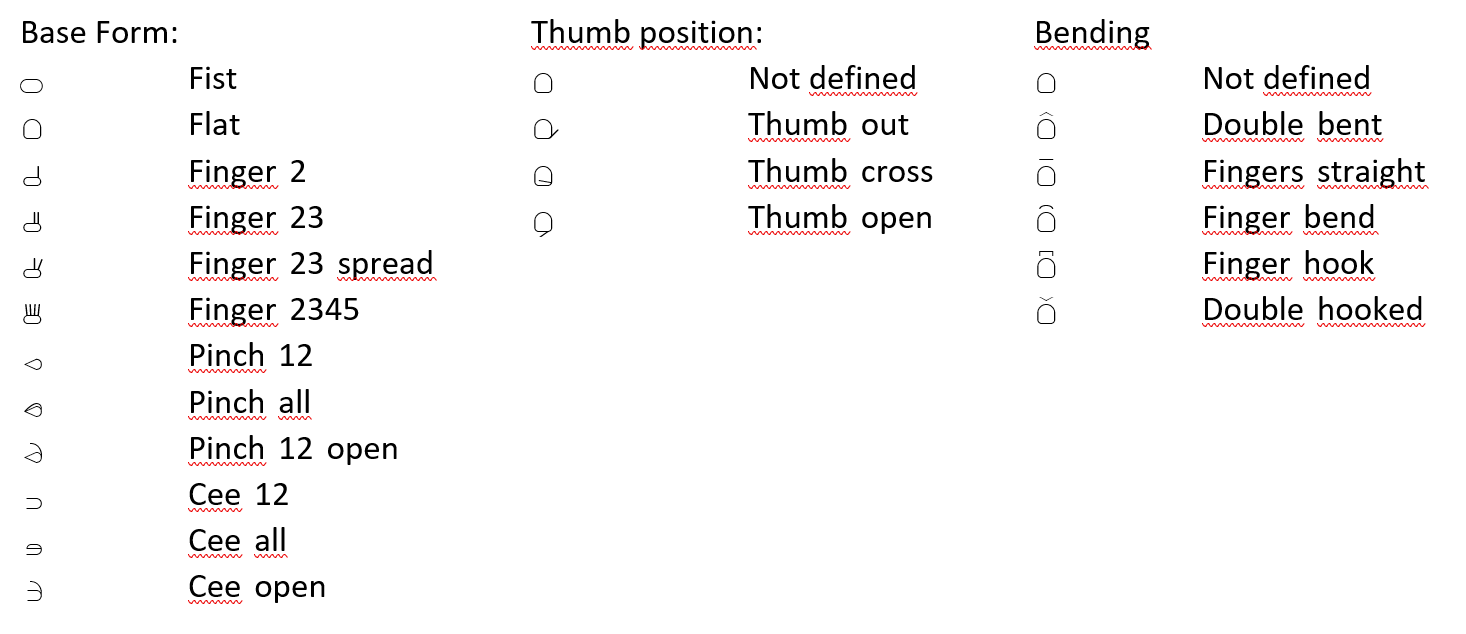 Base Form:
Fist
Flat
Finger 2
Finger 23
Finger 23 spread
Finger 2345
Pinch 12
Pinch all
Pinch 12 open
Cee 12
Cee all
Cee open
Thumb position:
Not defined
Thumb out
Thumb cross
Thumb open
Bending
Not defined
Double bent
Fingers straight
Finger bend
Finger hook
Double hooked